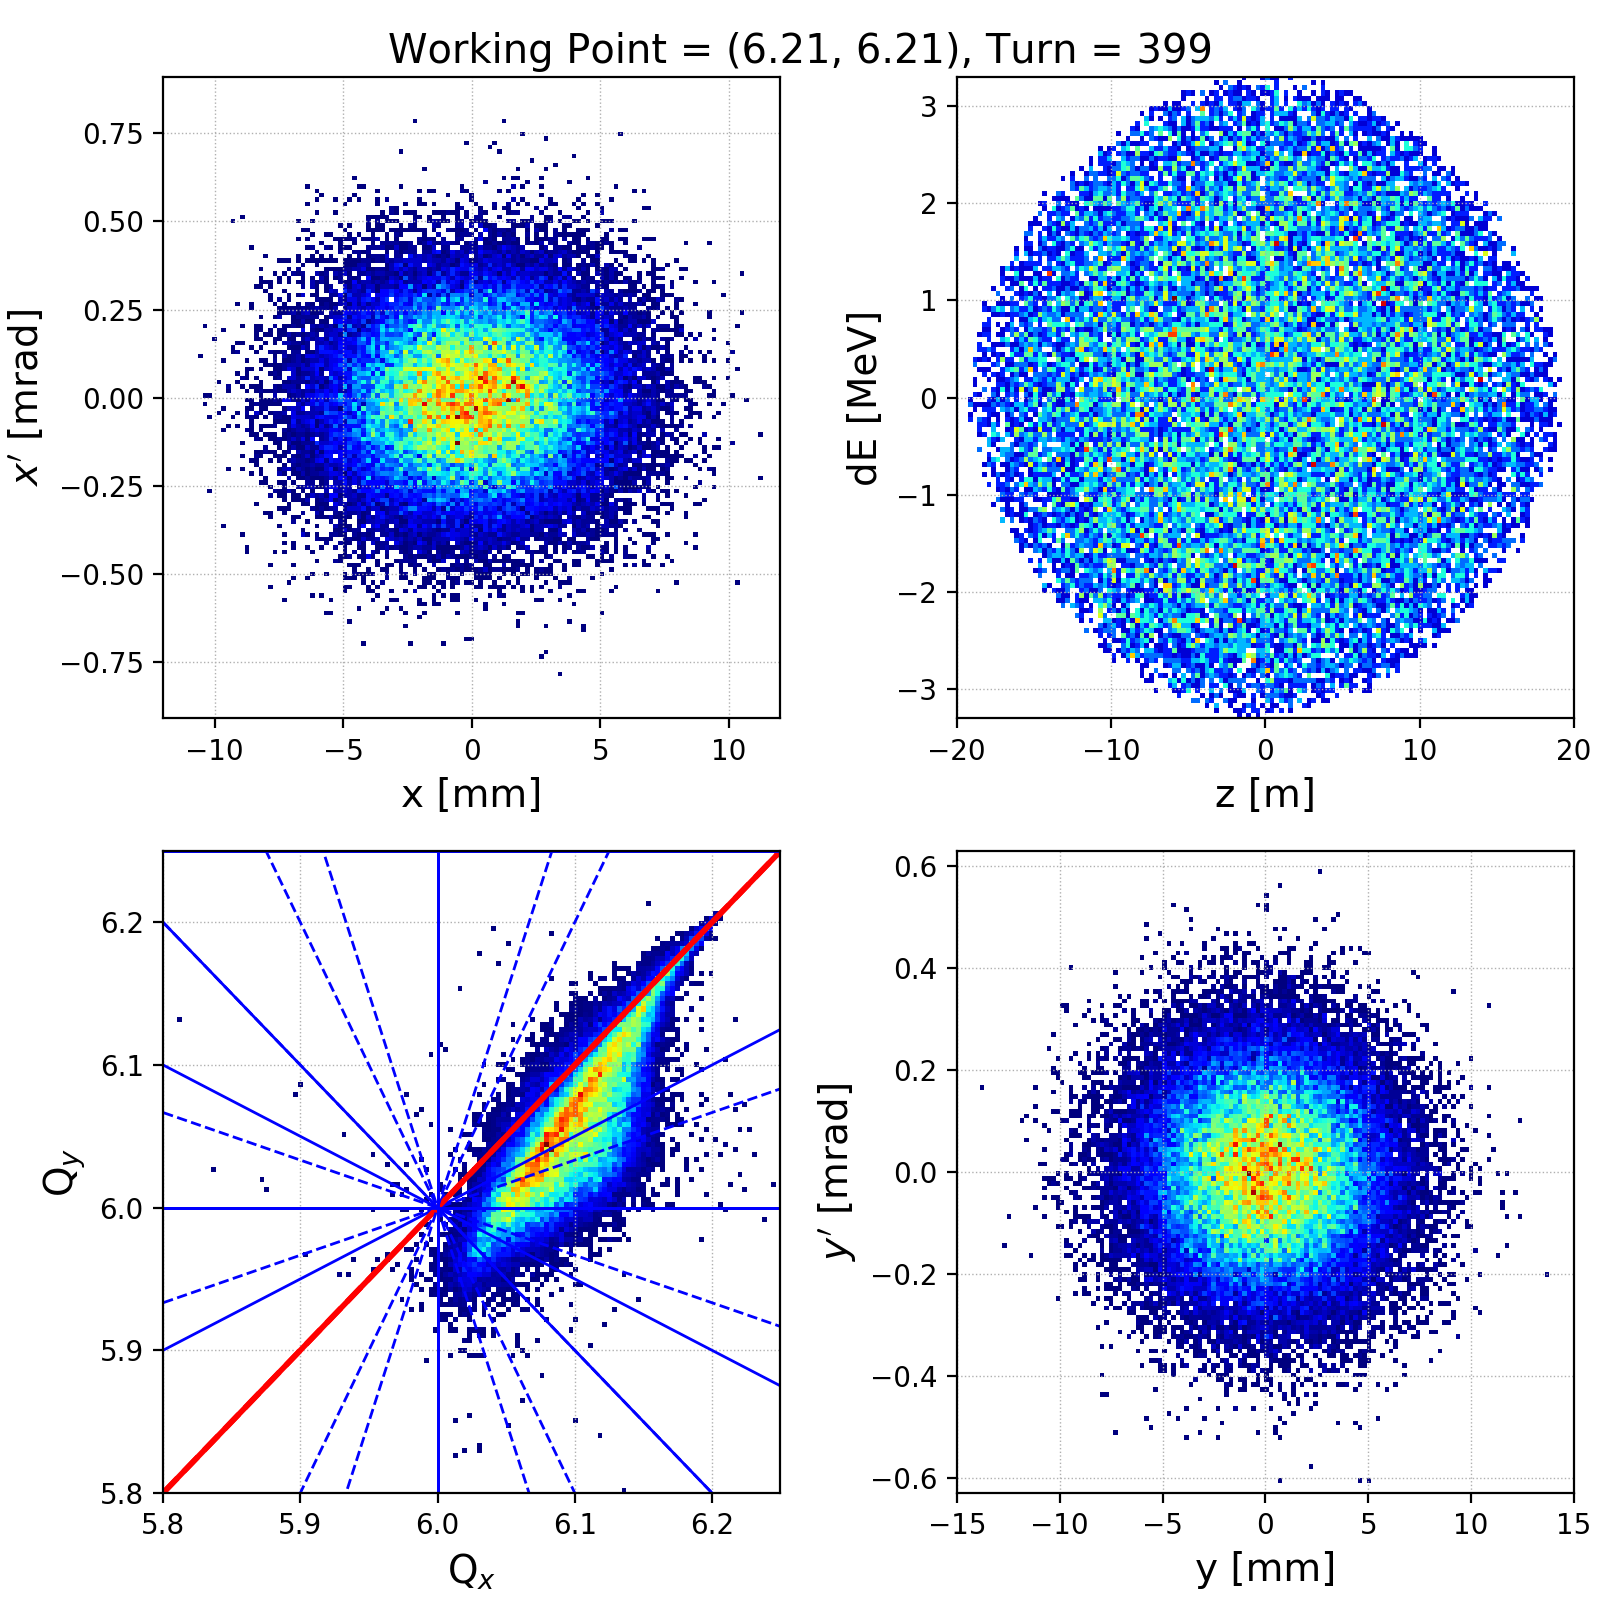 Working Point = (6.21, 6.21), Turn = 399
0.75
0.50
0.25
0.00
−0.25
−0.50
−0.75
x′ [mrad]
−10 −5 0 5 10
x [mm]
3
2
1
0
−1
−2
−3
dE [MeV]
−20 −10 0 10 20
z [m]
6.2
6.1
6.0
5.9
5.8
Qy
5.8 5.9 6.0 6.1 6.2
Qx
0.6
0.4
0.2
0.0
−0.2
−0.4
−0.6
y′ [mrad]
−15 −10 −5 0 5 10 15
y [mm]